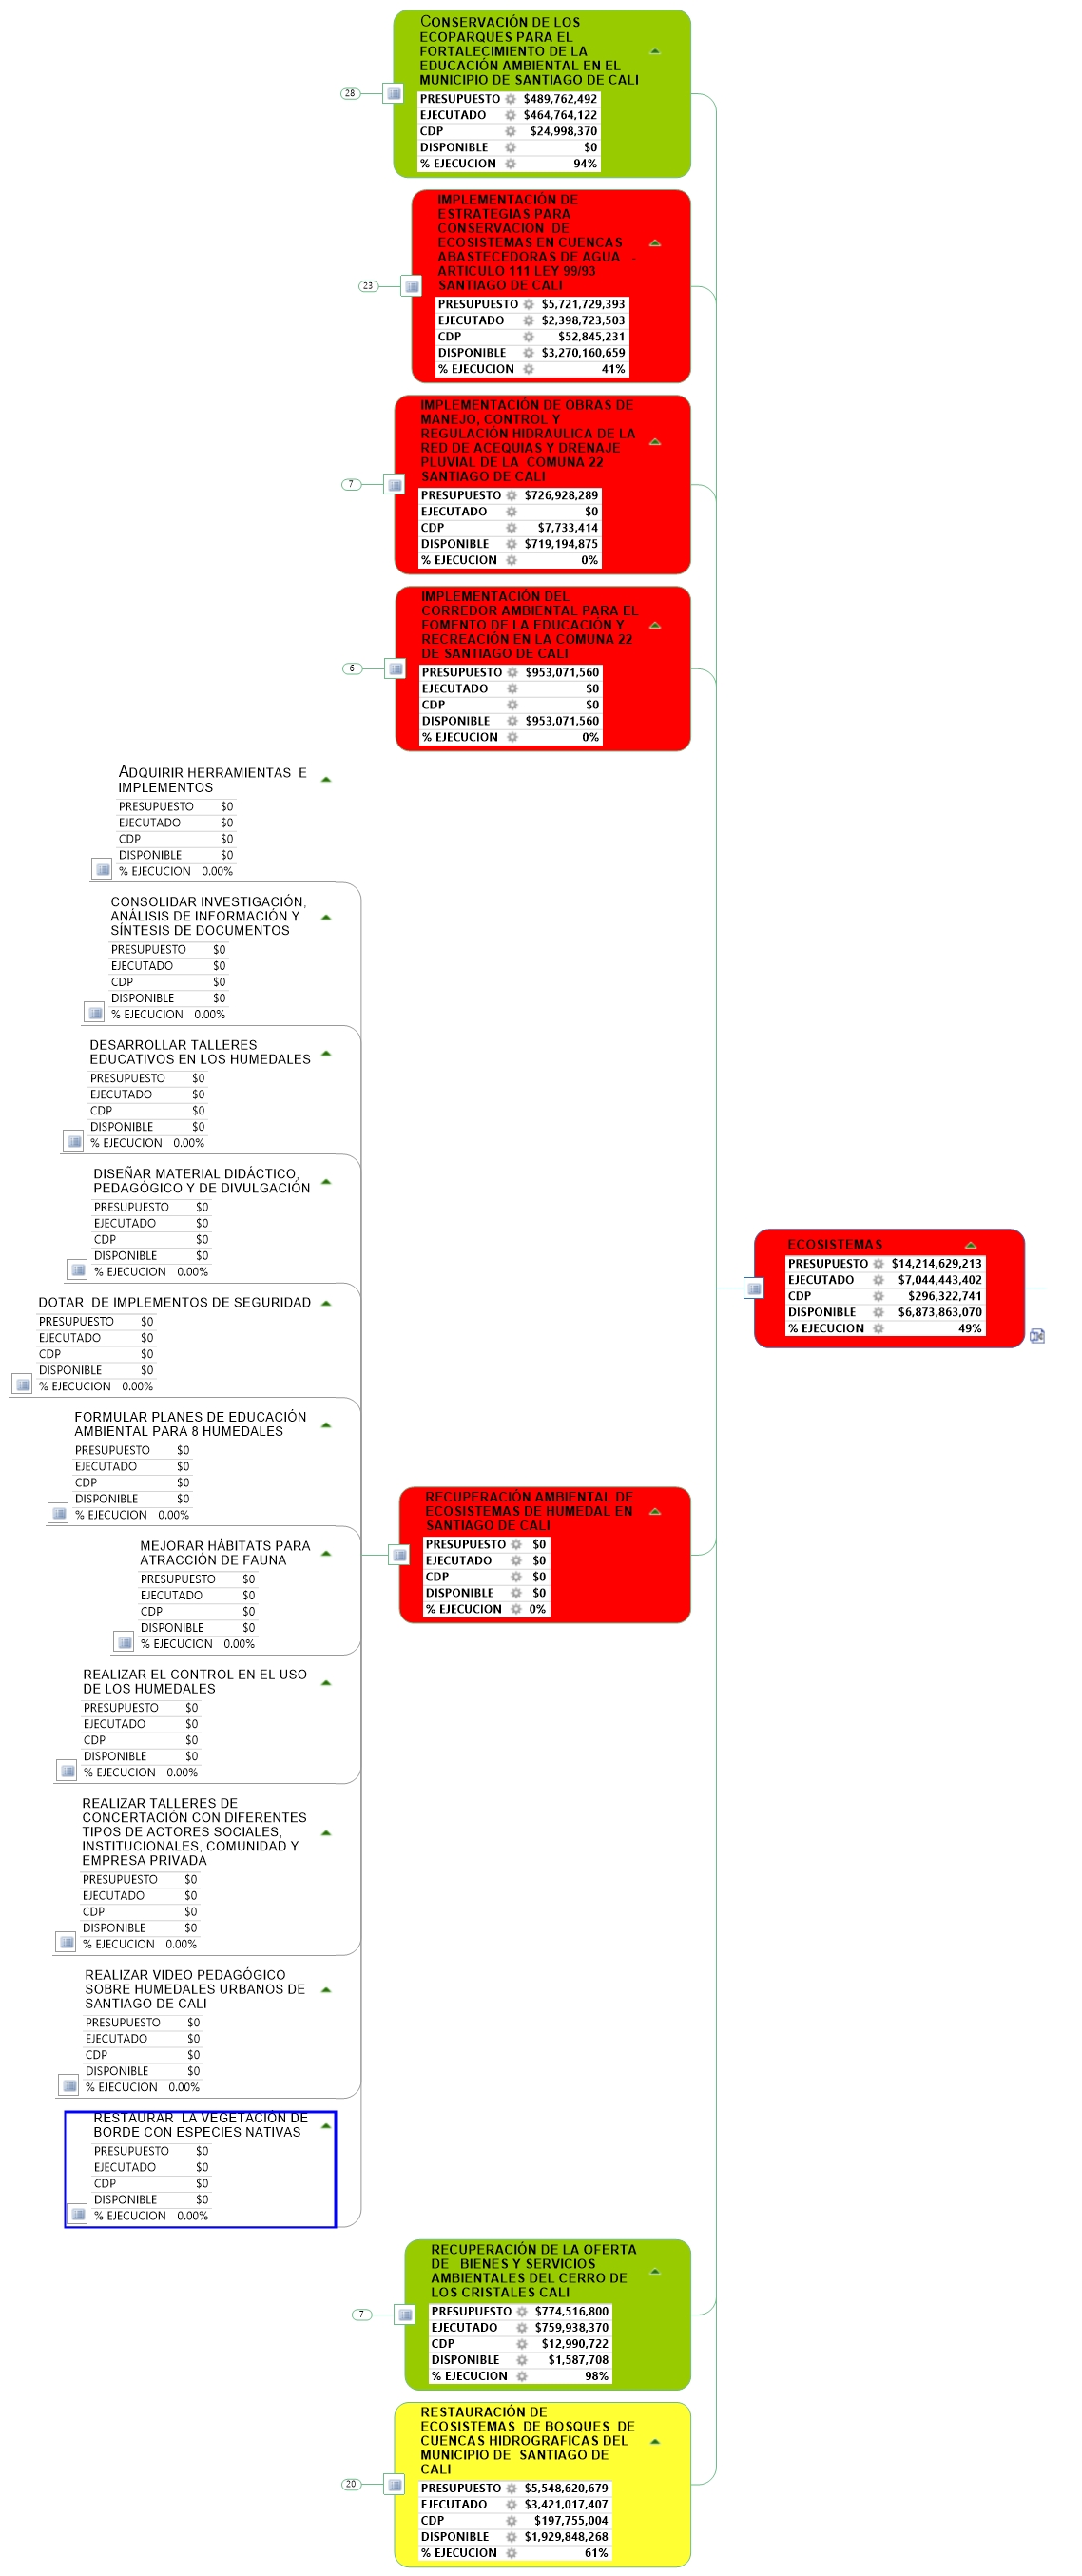 CONSERVACIÓN DE LOS
ECOPARQUES PARA EL
FORTALECIMIENTO DE LA
EDUCACIÓN AMBIENTAL EN EL
MUNICIPIO DE SANTIAGO DE CALI
28
PRESUPUESTO $489,762,492
EJECUTADO $464,764,122
CDP $24,998,370
DISPONIBLE $0
% EJECUCION 94%
IMPLEMENTACIÓN DE
ESTRATEGIAS PARA
CONSERVACION DE
ECOSISTEMAS EN CUENCAS
ABASTECEDORAS DE AGUA -
ARTICULO 111 LEY 99/93
SANTIAGO DE CALI
23
PRESUPUESTO $5,721,729,393
EJECUTADO $2,398,723,503
CDP $52,845,231
DISPONIBLE $3,270,160,659
% EJECUCION 41%
IMPLEMENTACIÓN DE OBRAS DE
MANEJO, CONTROL Y
REGULACIÓN HIDRAULICA DE LA
RED DE ACEQUIAS Y DRENAJE
PLUVIAL DE LA COMUNA 22
SANTIAGO DE CALI
7
PRESUPUESTO $726,928,289
EJECUTADO $0
CDP $7,733,414
DISPONIBLE $719,194,875
% EJECUCION 0%
IMPLEMENTACIÓN DEL
CORREDOR AMBIENTAL PARA EL
FOMENTO DE LA EDUCACIÓN Y
RECREACIÓN EN LA COMUNA 22
DE SANTIAGO DE CALI
6
PRESUPUESTO $953,071,560
EJECUTADO $0
CDP $0
DISPONIBLE $953,071,560
% EJECUCION 0%
ADQUIRIR HERRAMIENTAS E
IMPLEMENTOS
PRESUPUESTO $0
EJECUTADO $0
CDP $0
DISPONIBLE $0
% EJECUCION 0.00%
CONSOLIDAR INVESTIGACIÓN,
ANÁLISIS DE INFORMACIÓN Y
SÍNTESIS DE DOCUMENTOS
PRESUPUESTO $0
EJECUTADO $0
CDP $0
DISPONIBLE $0
% EJECUCION 0.00%
DESARROLLAR TALLERES
EDUCATIVOS EN LOS HUMEDALES
PRESUPUESTO $0
EJECUTADO $0
CDP $0
DISPONIBLE $0
% EJECUCION 0.00%
DISEÑAR MATERIAL DIDÁCTICO,
PEDAGÓGICO Y DE DIVULGACIÓN
PRESUPUESTO $0
EJECUTADO $0
CDP $0
DISPONIBLE $0
% EJECUCION 0.00%
DOTAR DE IMPLEMENTOS DE SEGURIDAD
PRESUPUESTO $0
EJECUTADO $0
CDP $0
DISPONIBLE $0
% EJECUCION 0.00%
FORMULAR PLANES DE EDUCACIÓN
AMBIENTAL PARA 8 HUMEDALES
PRESUPUESTO $0
EJECUTADO $0
CDP $0
DISPONIBLE $0
% EJECUCION 0.00%
MEJORAR HÁBITATS PARA
ATRACCIÓN DE FAUNA
PRESUPUESTO $0
EJECUTADO $0
CDP $0
DISPONIBLE $0
% EJECUCION 0.00%
REALIZAR EL CONTROL EN EL USO
DE LOS HUMEDALES
PRESUPUESTO $0
EJECUTADO $0
CDP $0
DISPONIBLE $0
% EJECUCION 0.00%
REALIZAR TALLERES DE
CONCERTACIÓN CON DIFERENTES
TIPOS DE ACTORES SOCIALES,
INSTITUCIONALES, COMUNIDAD Y
EMPRESA PRIVADA
PRESUPUESTO $0
EJECUTADO $0
CDP $0
DISPONIBLE $0
% EJECUCION 0.00%
REALIZAR VIDEO PEDAGÓGICO
SOBRE HUMEDALES URBANOS DE
SANTIAGO DE CALI
PRESUPUESTO $0
EJECUTADO $0
CDP $0
DISPONIBLE $0
% EJECUCION 0.00%
RESTAURAR LA VEGETACIÓN DE
BORDE CON ESPECIES NATIVAS
PRESUPUESTO $0
EJECUTADO $0
CDP $0
DISPONIBLE $0
% EJECUCION 0.00%
RECUPERACIÓN AMBIENTAL DE
ECOSISTEMAS DE HUMEDAL EN
SANTIAGO DE CALI
PRESUPUESTO $0
EJECUTADO $0
CDP $0
DISPONIBLE $0
% EJECUCION 0%
RECUPERACIÓN DE LA OFERTA
DE BIENES Y SERVICIOS
AMBIENTALES DEL CERRO DE
LOS CRISTALES CALI
7
PRESUPUESTO $774,516,800
EJECUTADO $759,938,370
CDP $12,990,722
DISPONIBLE $1,587,708
% EJECUCION 98%
RESTAURACIÓN DE
ECOSISTEMAS DE BOSQUES DE
CUENCAS HIDROGRAFICAS DEL
MUNICIPIO DE SANTIAGO DE
CALI
20
PRESUPUESTO $5,548,620,679
EJECUTADO $3,421,017,407
CDP $197,755,004
DISPONIBLE $1,929,848,268
% EJECUCION 61%
ECOSISTEMAS
PRESUPUESTO $14,214,629,213
EJECUTADO $7,044,443,402
CDP $296,322,741
DISPONIBLE $6,873,863,070
% EJECUCION 49%